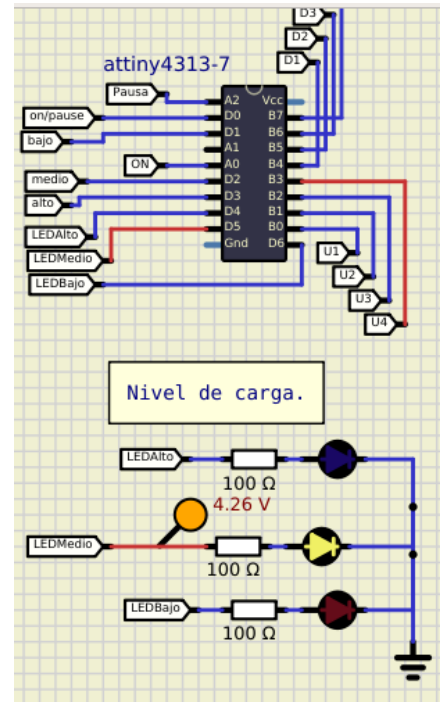 D3
D2
D1
attiny4313-7
Pausa
on/pause
bajo
ON
medio
alto
LEDAlto
LEDMedio
LEDBajo
A2 Vcc
D0 B7
D1 B6
A1 B5
A0 B4
D2 B3
D3 B2
D4 B1
D5 B0
Gnd D6
U1
U2
U3
U4
Nivel de carga.
LEDAlto
100 Ω
4.26 V
LEDMedio
100 Ω
LEDBajo
100 Ω